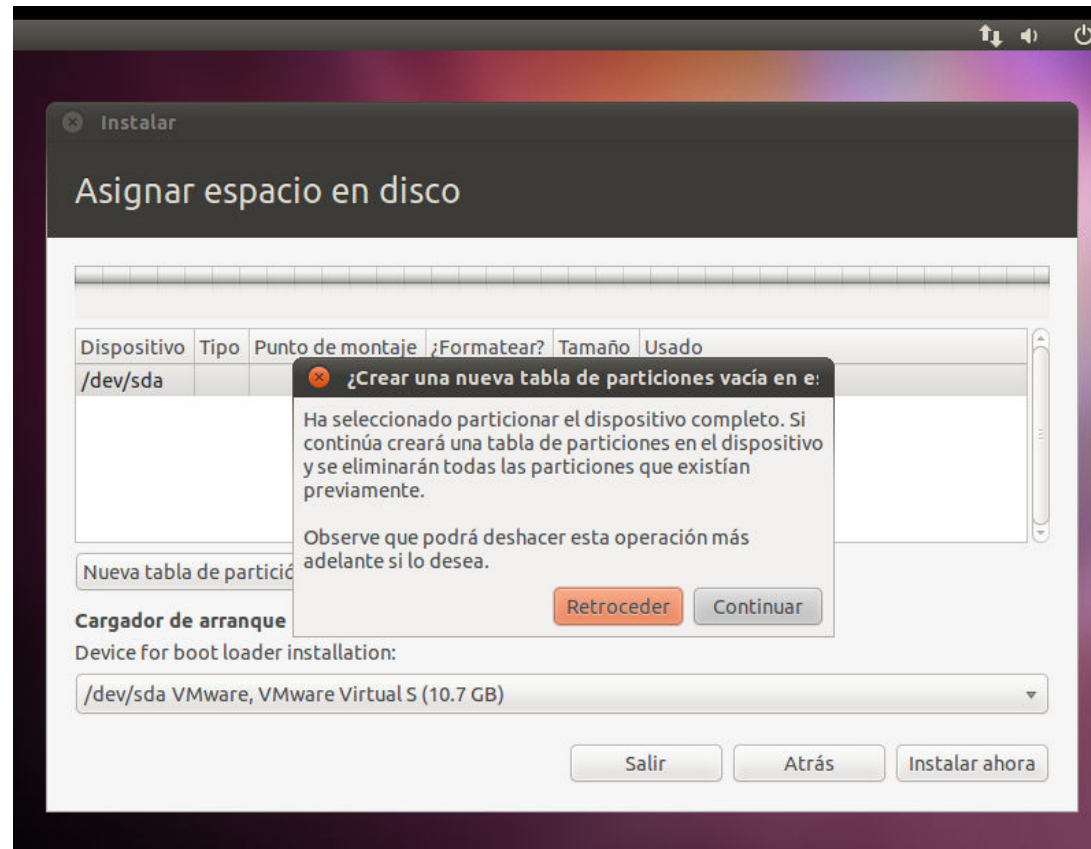 Instalar
Asignar espacio en disco
Dispositivo Tipo Punto de montaje ¿Formatear? Tamaño Usado
/dev/sda
¿Crear una nueva tabla de particiones vacía en
Ha seleccionado particionar el dispositivo completo. Si
continúa creará una tabla de particiones en el dispositivo
y se eliminarán todas las particiones que existían
previamente.
Observe que podrá deshacer esta operación más
adelante si lo desea.
Retroceder Continuar
Nueva tabla de partició
Cargador de arranque
Device for boot loader installation:
/dev/sda VMware, VMware Virtual S (10.7 GB)
Salir Atrás Instalar ahora